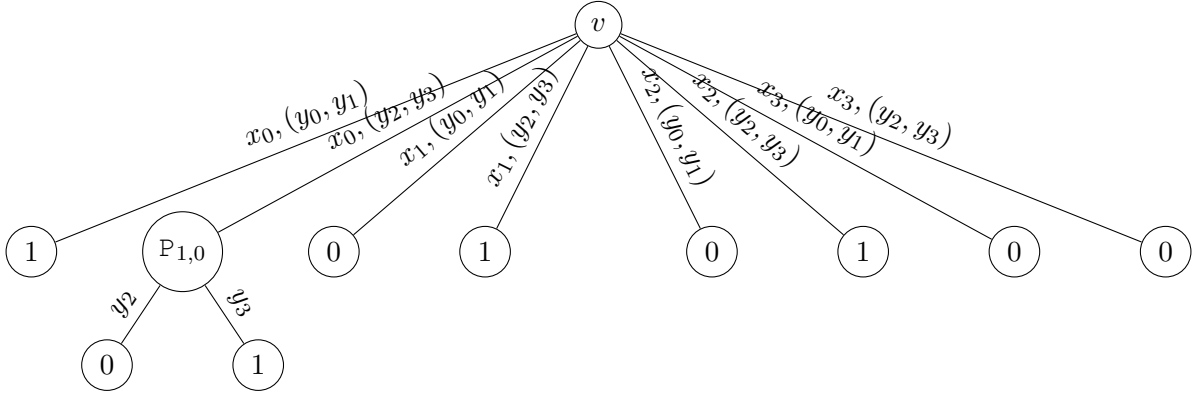 v
x₀, (y₀, y₁)
x₀, (y₂, y₃)
x₁, (y₀, y₁)
x₁, (y₂, y₃)
x₂, (y₀, y₁)
x₂, (y₂, y₃)
x₃, (y₀, y₁)
x₃, (y₂, y₃)
1 P₁,₀ 0 1 0 1 0 0
y₂ y₃
0 1